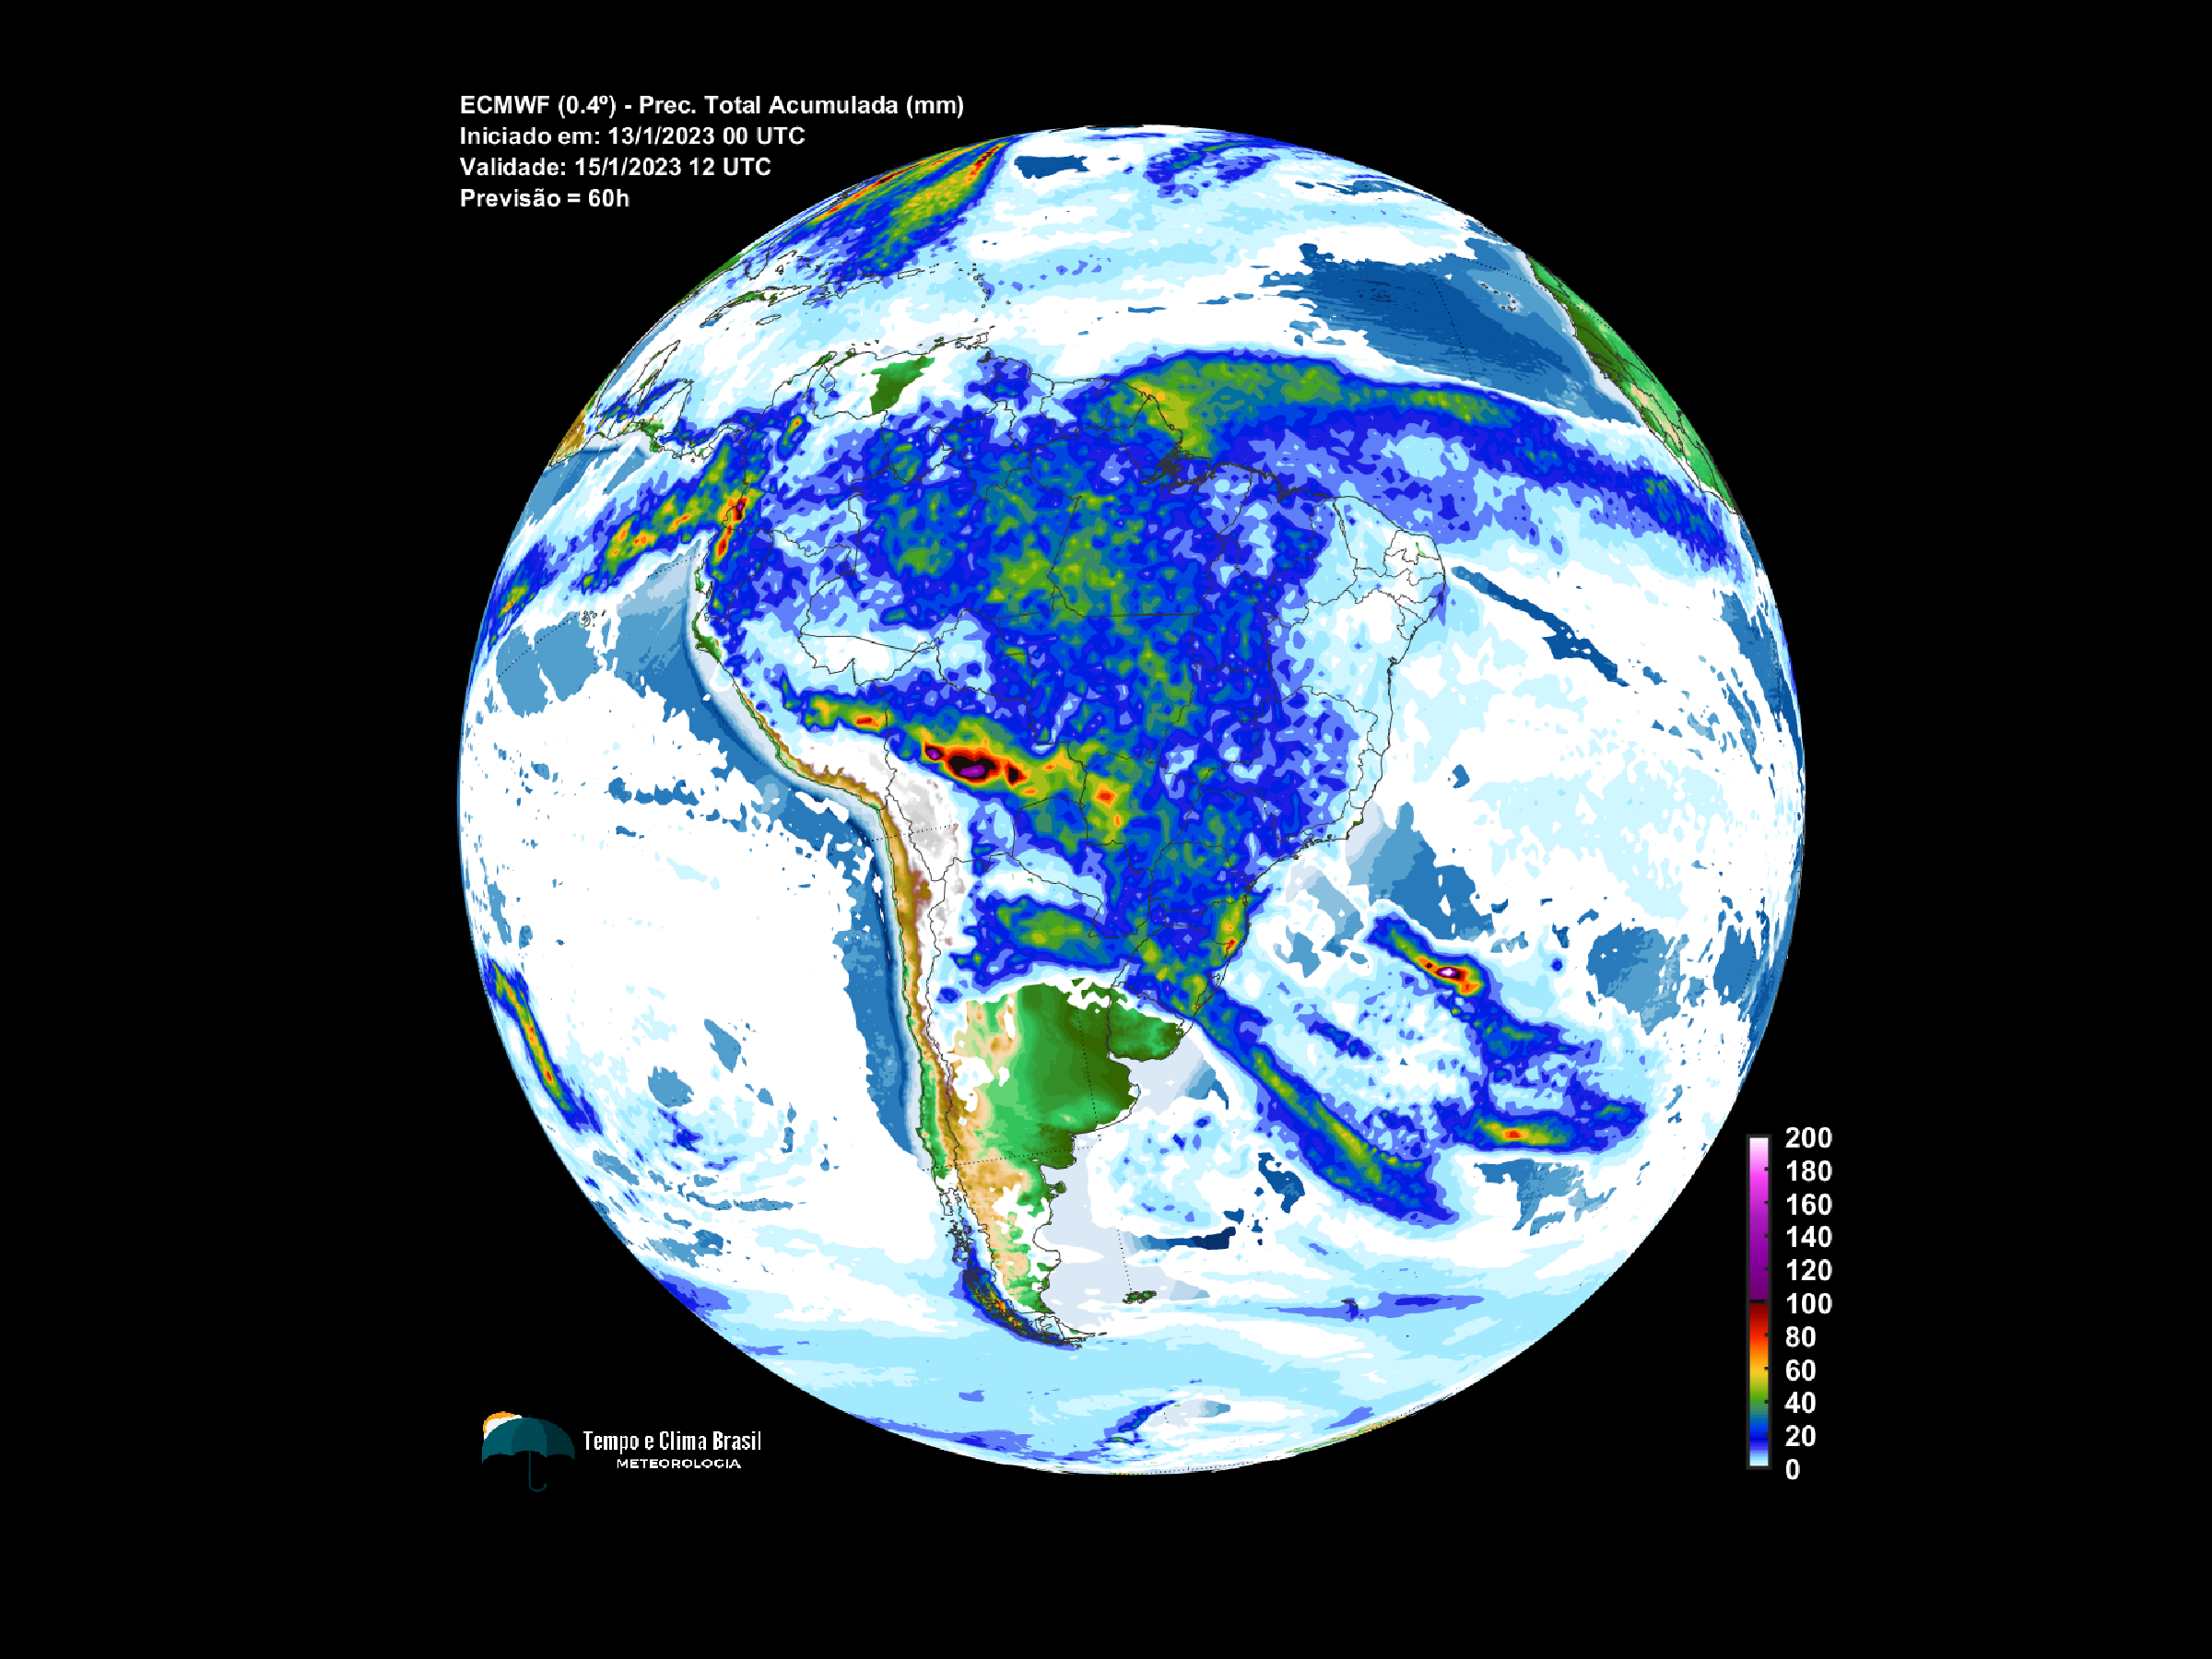 ECMWF (0.4º) - Prec. Total Acumulada (mm)
Iniciado em: 13/1/2023 00 UTC
Validade: 15/1/2023 12 UTC
Previsão = 60h
200
180
160
140
120
100
80
60
40
20
0
Tempo e Clima Brasil
METEOROLOGIA